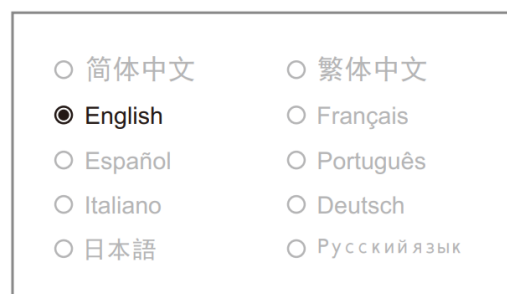 简体中文 繁体中文
English Français
Español Português
Italiano Deutsch
日本語 Русский язык